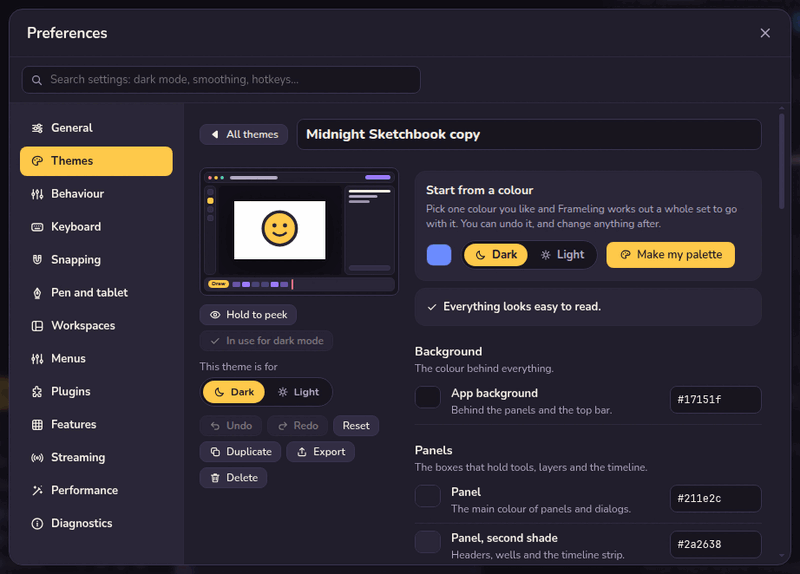 Preferences
Search settings: dark mode, smoothing, hotkeys...
General
Themes
Behaviour
Keyboard
Snapping
Pen and tablet
Workspaces
Menus
Plugins
Features
Streaming
Performance
Diagnostics
All themes
Midnight Sketchbook copy
Draw
Hold to peek
In use for dark mode
This theme is for
Dark
Light
Undo
Redo
Reset
Duplicate
Export
Delete
Start from a colour
Pick one colour you like and Frameling works out a whole set to go
with it. You can undo it, and change anything after.
Dark
Light
Make my palette
Everything looks easy to read.
Background
The colour behind everything.
App background
Behind the panels and the top bar.
#17151f
Panels
The boxes that hold tools, layers and the timeline.
Panel
The main colour of panels and dialogs.
#211e2c
Panel, second shade
Headers, wells and the timeline strip.
#2a2638